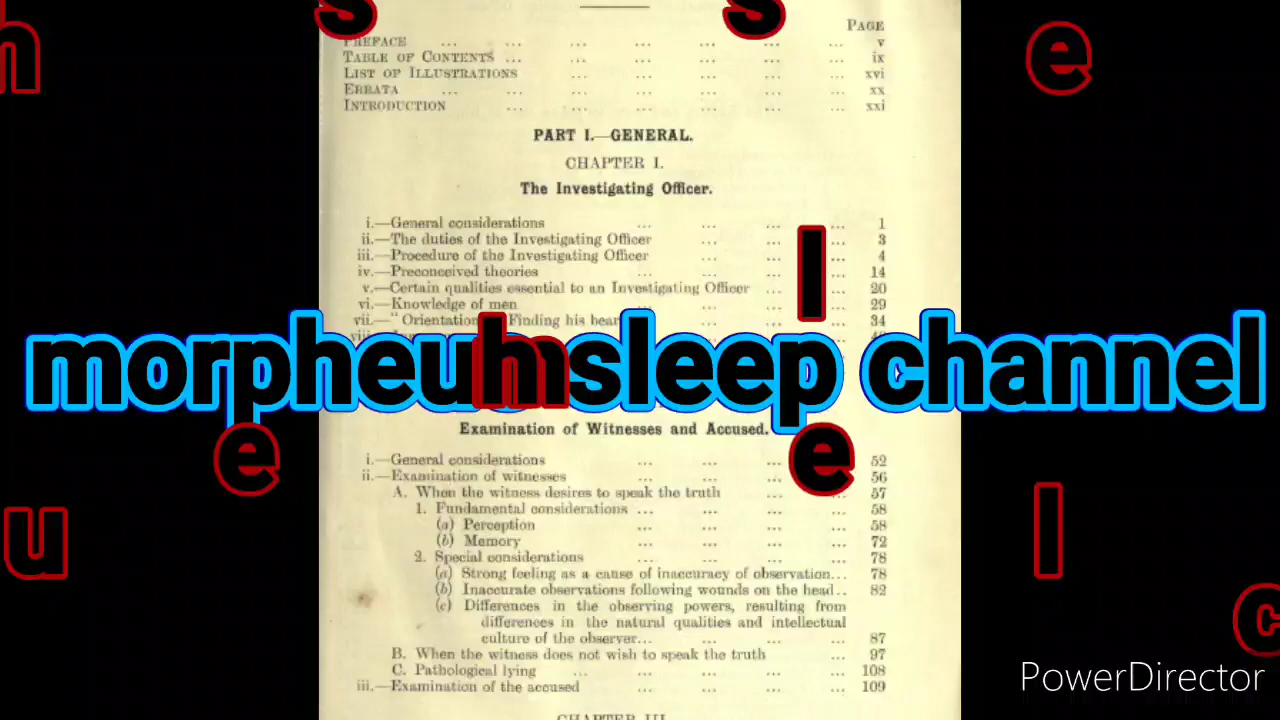 s s
h e
PAGE
PREFACE ... ... ... ... ... ... ... v
TABLE OF CONTENTS ... ... ... ... ... ... ix
LIST OF ILLUSTRATIONS ... ... ... ... ... xvi
ERRATA ... ... ... ... ... ... ... xx
INTRODUCTION ... ... ... ... ... ... xxi
PART I.—GENERAL.
CHAPTER I.
The Investigating Officer.
i.—General considerations ... ... ... ... 1
ii.—The duties of the Investigating Officer ... ... ... 3
iii.—Procedure of the Investigating Officer ... ... ... 4
iv.—Preconceived theories ... ... ... ... 14
v.—Certain qualities essential to an Investigating Officer ... ... 20
l
vi.—Knowledge of men ... ... ... ... 29
vii.—"Orientation Finding his bear 34
morpheu h sleep channel
Examination of Witnesses and Accused.
e e
i.—General considerations ... ... ... 52
ii.—Examination of witnesses ... ... ... 56
A. When the witness desires to speak the truth ... ... 57
1. Fundamental considerations ... ... ... ... 58
(a) Perception ... ... ... ... 58
(b) Memory ... ... ... ... 72
2. Special considerations ... ... ... ... 78
(a) Strong feeling as a cause of inaccuracy of observation... 78
(b) Inaccurate observations following wounds on the head.. 82
(c) Differences in the observing powers, resulting from
differences in the natural qualities and intellectual
culture of the observer... ... ... ... 87
B. When the witness does not wish to speak the truth ... 97
C. Pathological lying ... ... ... ... ... 108
iii.—Examination of the accused ... ... ... ... 109
u l
c
PowerDirector
CHAPTER III.